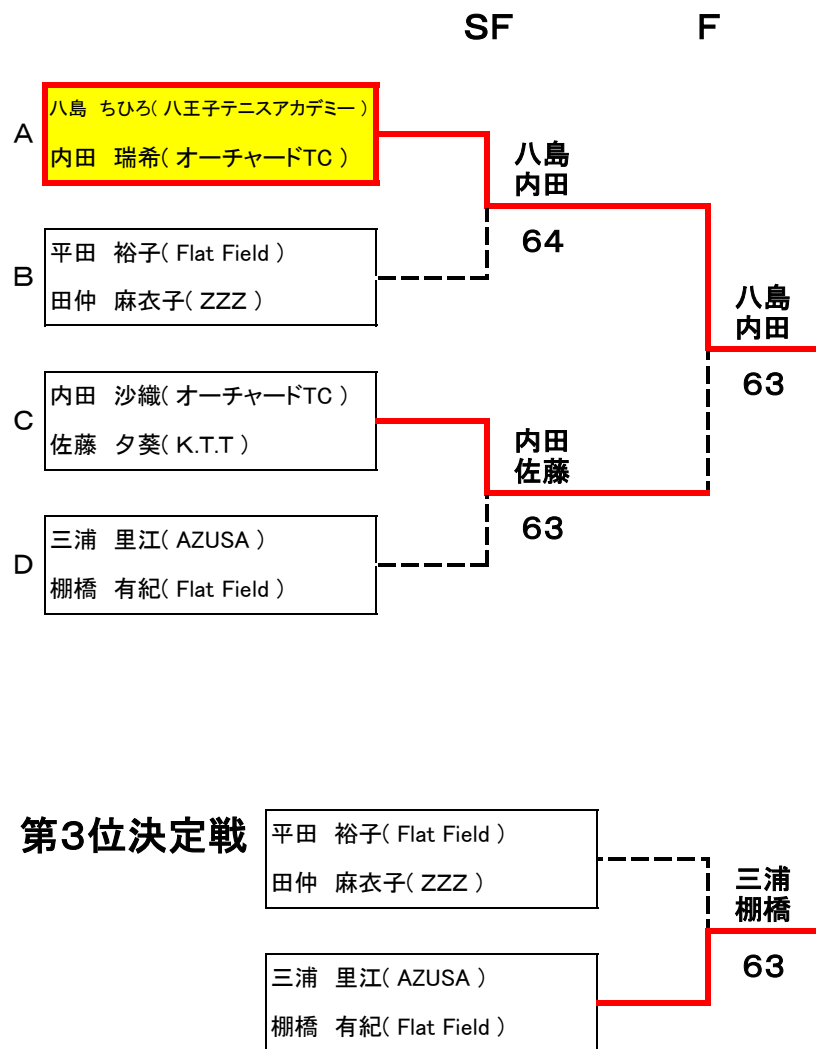 SF F
八島 ちひろ( 八王子テニスアカデミー )
A
内田 瑞希( オーチャードTC )
八島
内田
64
平田 裕子( Flat Field )
B
田仲 麻衣子( ZZZ )
八島
内田
63
内田 沙織( オーチャードTC )
C
佐藤 夕葵( K.T.T )
内田
佐藤
63
三浦 里江( AZUSA )
D
棚橋 有紀( Flat Field )
第3位決定戦
平田 裕子( Flat Field )
田仲 麻衣子( ZZZ )
三浦
棚橋
63
三浦 里江( AZUSA )
棚橋 有紀( Flat Field )